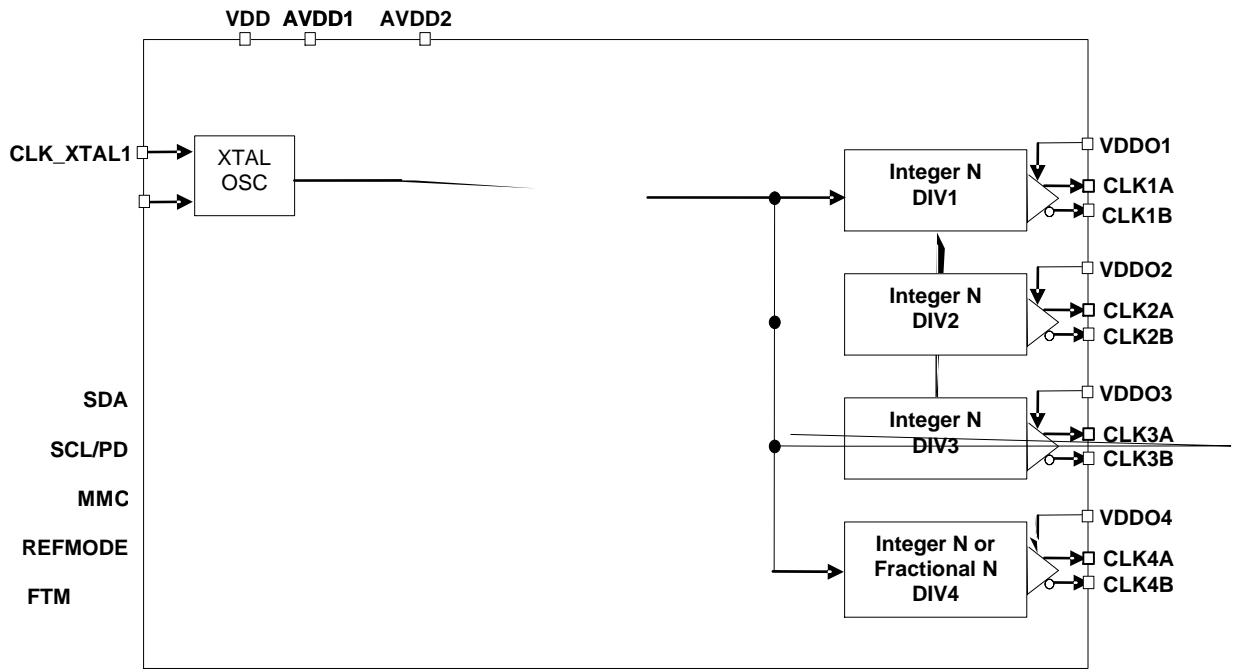 VDD AVDD1 AVDD2
CLK_XTAL1
XTAL
OSC
Integer N
DIV1
VDDO1
CLK1A
CLK1B
Integer N
DIV2
VDDO2
CLK2A
CLK2B
SDA
SCL/PD
MMC
REFMODE
FTM
Integer N
DIV3
VDDO3
CLK3A
CLK3B
Integer N or
Fractional N
DIV4
VDDO4
CLK4A
CLK4B